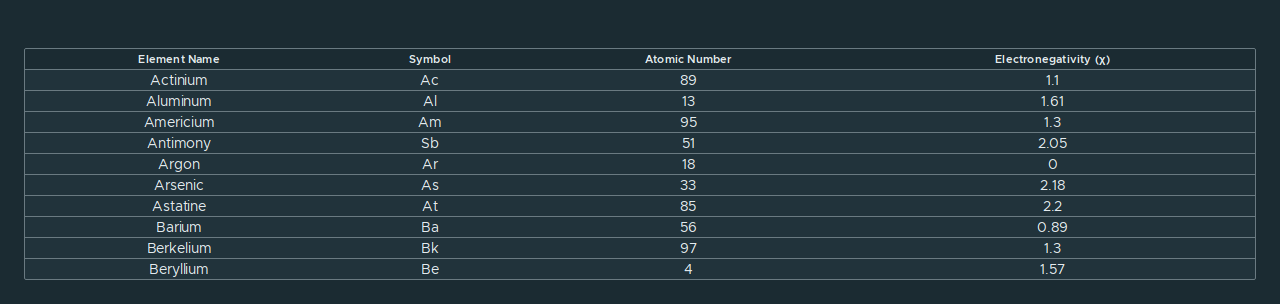 Element Name Symbol Atomic Number Electronegativity (χ)
Actinium Ac 89 1.1
Aluminum Al 13 1.61
Americium Am 95 1.3
Antimony Sb 51 2.05
Argon Ar 18 0
Arsenic As 33 2.18
Astatine At 85 2.2
Barium Ba 56 0.89
Berkelium Bk 97 1.3
Beryllium Be 4 1.57